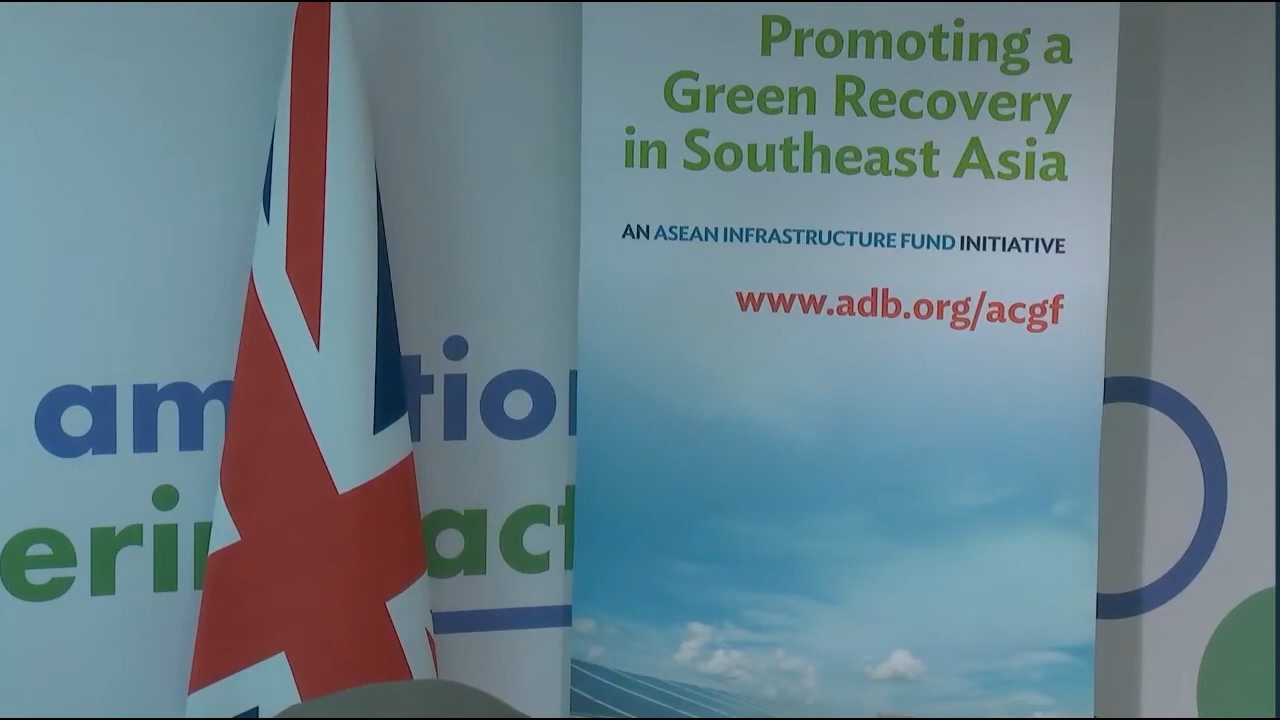 Promoting a
Green Recovery
in Southeast Asia
AN ASEAN INFRASTRUCTURE FUND INITIATIVE
www.adb.org/acgf